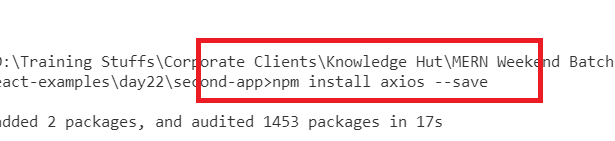 D:\Training Stuffs\Corporate Clients\Knowledge Hut\MERN Weekend Batch
eact-examples\day22\second-app>npm install axios --save
added 2 packages, and audited 1453 packages in 17s